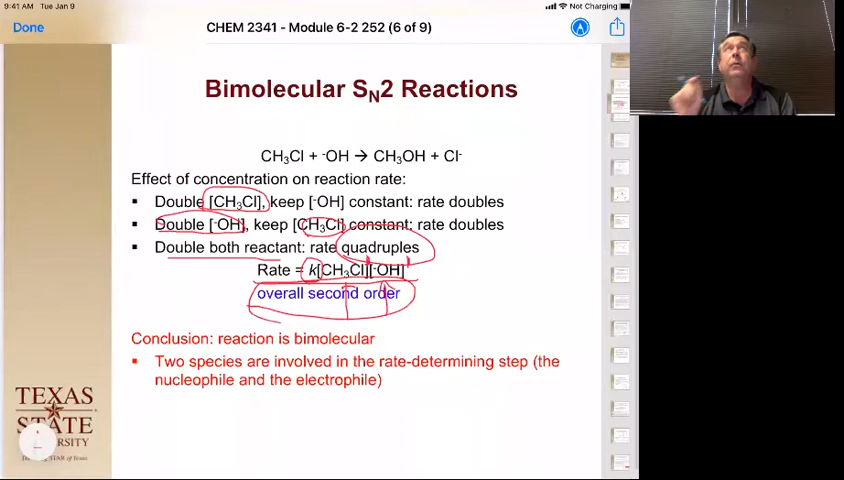 9:41 AM Tue Jan 9
Not Charging
Done
CHEM 2341 - Module 6-2 252 (6 of 9)
Bimolecular SN2 Reactions
CH3Cl + -OH → CH3OH + Cl-
Effect of concentration on reaction rate:
▪ Double [CH3Cl], keep [-OH] constant: rate doubles
▪ Double [-OH], keep [CH3Cl] constant: rate doubles
▪ Double both reactant: rate quadruples
Rate = k[CH3Cl][-OH]
overall second order
Conclusion: reaction is bimolecular
▪ Two species are involved in the rate-determining step (the
nucleophile and the electrophile)
TEXAS
STATE
ERSITY
STAR of Texas